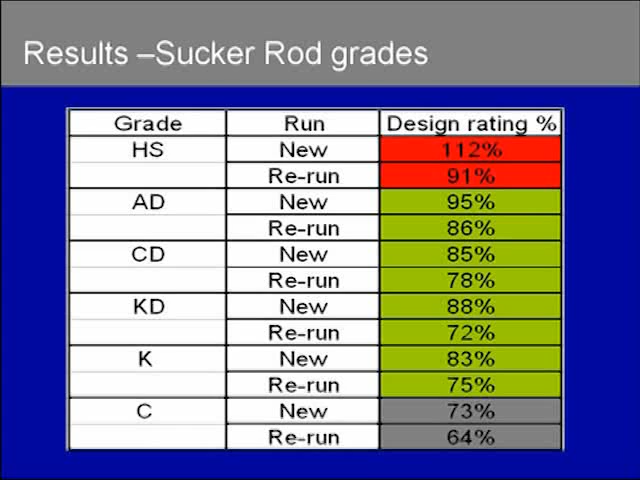 Results –Sucker Rod grades
Grade Run Design rating %
HS New 112%
Re-run 91%
AD New 95%
Re-run 86%
CD New 85%
Re-run 78%
KD New 88%
Re-run 72%
K New 83%
Re-run 75%
C New 73%
Re-run 64%